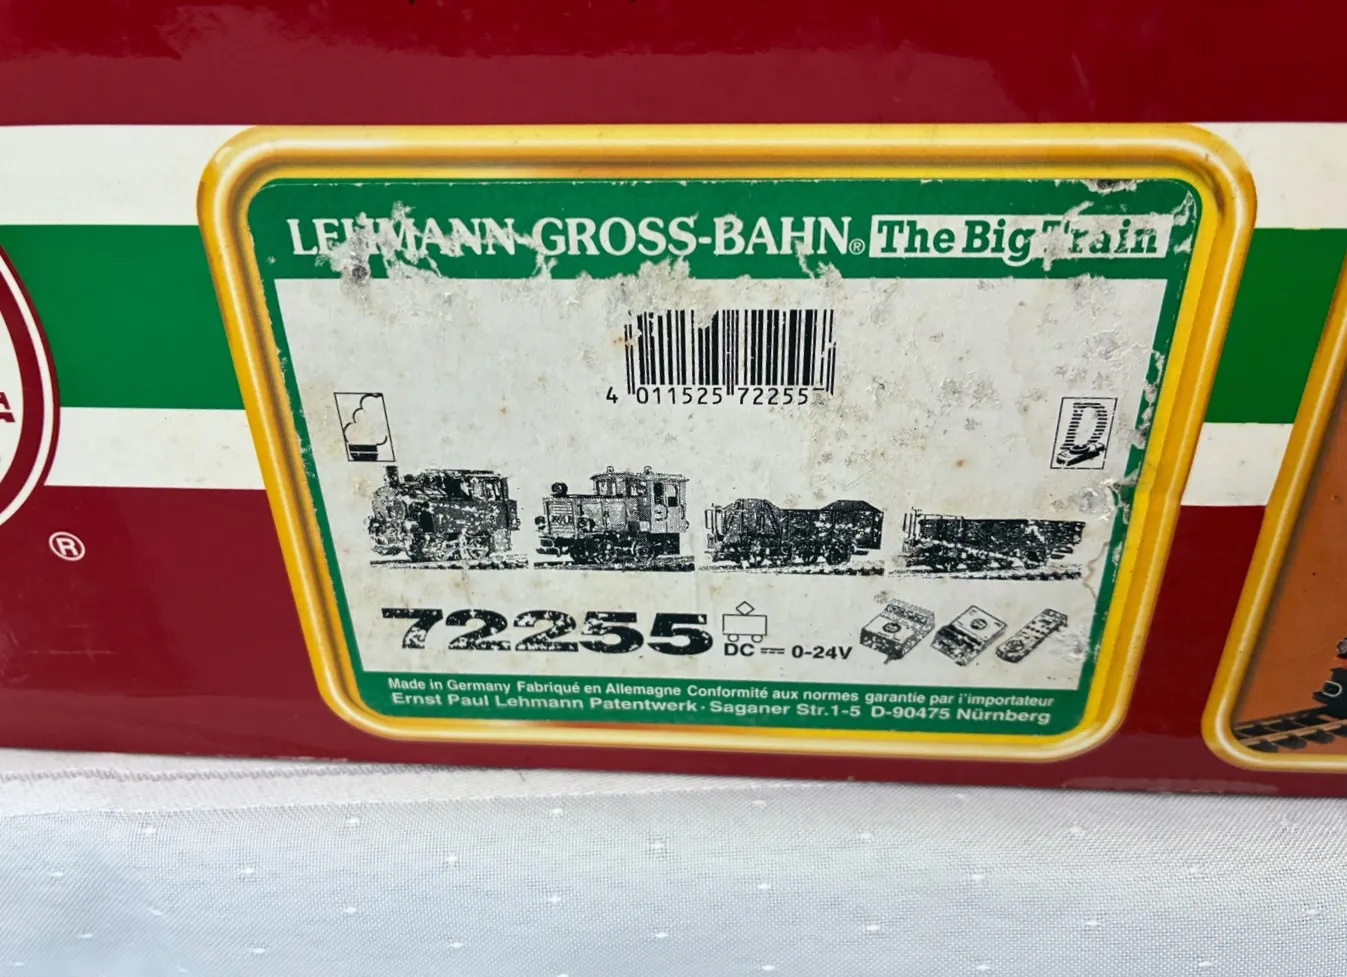 LEHMANN-GROSS-BAHN® The Big Train
4 011525 72255
D
®
72255
DC 0-24V
Made in Germany Fabriqué en Allemagne Conformité aux normes garantie par l'importateur
Ernst Paul Lehmann Patentwerk · Saganer Str.1-5 D-90475 Nürnberg